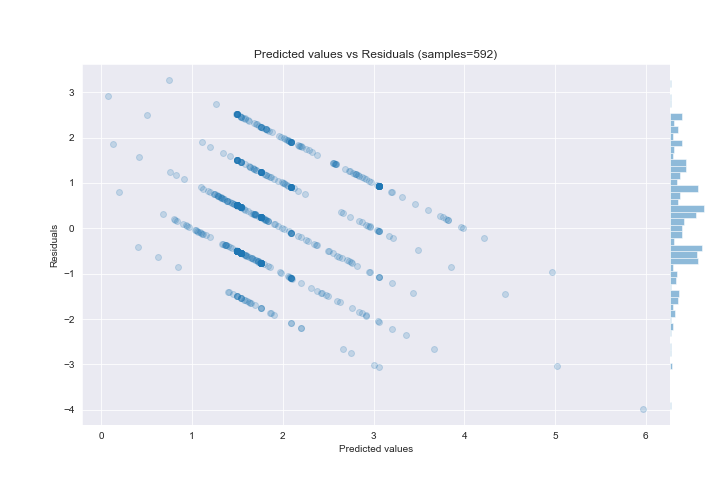 Predicted values vs Residuals (samples=592)
3
2
1
0
−1
−2
−3
−4
Residuals
0 1 2 3 4 5 6
Predicted values